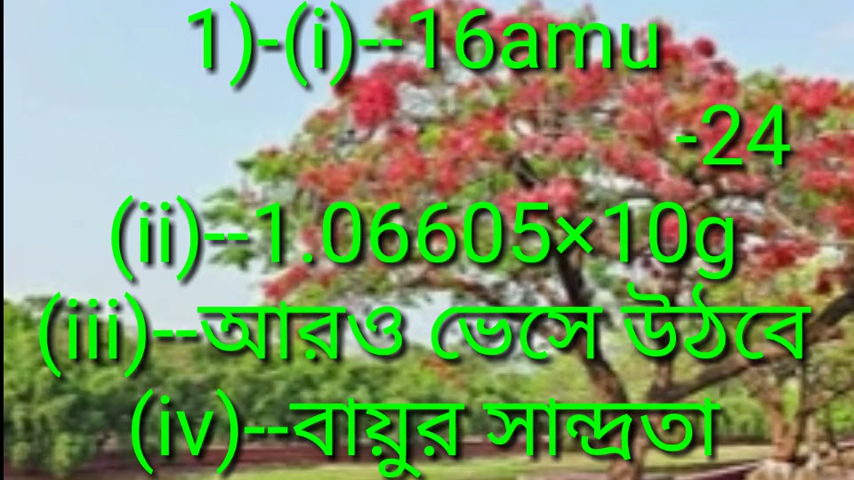 1)-(i)--16amu
-24
(ii)--1.06605×10g
(iii)--আরও ভেসে উঠবে
(iv)--বায়ুর সান্দ্রতা